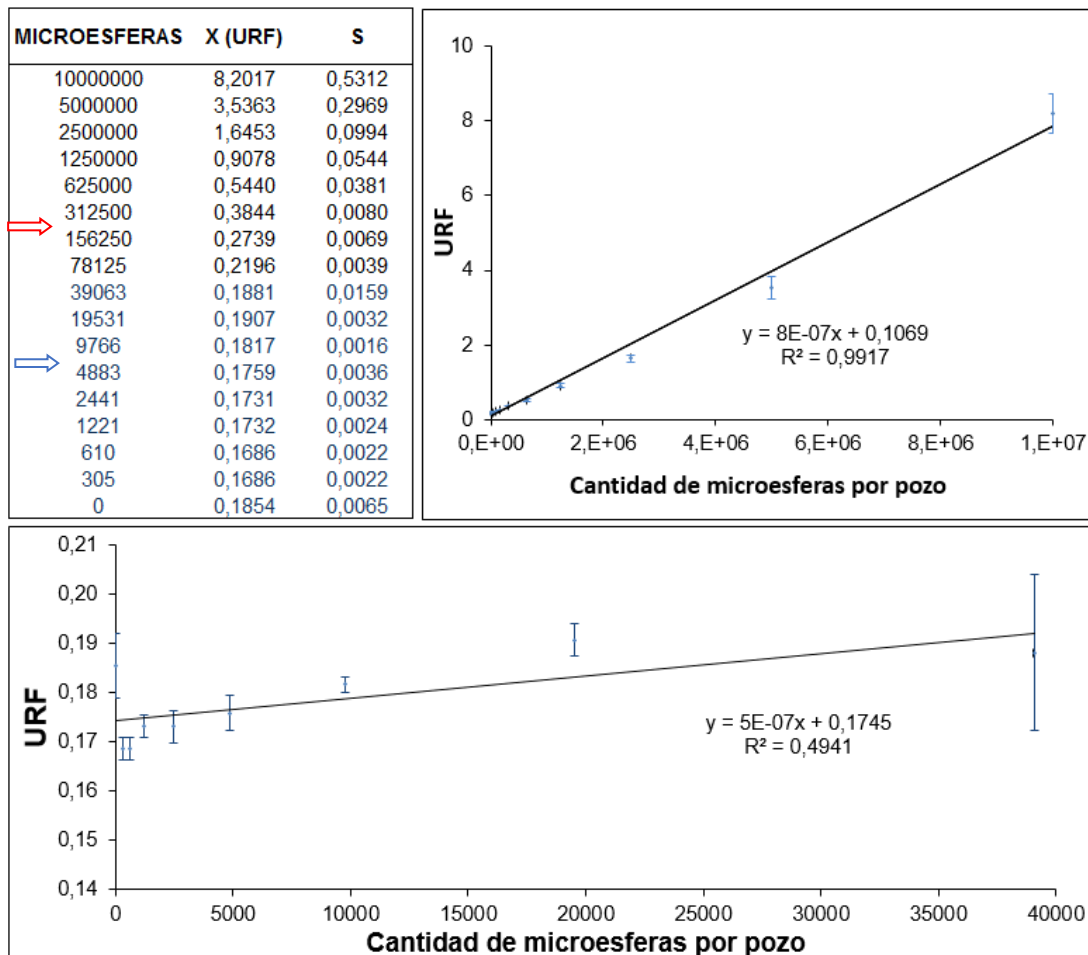 MICROESFERAS X (URF) S
10000000 8,2017 0,5312
5000000 3,5363 0,2969
2500000 1,6453 0,0994
1250000 0,9078 0,0544
625000 0,5440 0,0381
312500 0,3844 0,0080
156250 0,2739 0,0069
78125 0,2196 0,0039
39063 0,1881 0,0159
19531 0,1907 0,0032
9766 0,1817 0,0016
4883 0,1759 0,0036
2441 0,1731 0,0032
1221 0,1732 0,0024
610 0,1686 0,0022
305 0,1686 0,0022
0 0,1854 0,0065
10
8
6
4
2
0
URF
y = 8E-07x + 0,1069
R² = 0,9917
0,E+00 2,E+06 4,E+06 6,E+06 8,E+06 1,E+07
Cantidad de microesferas por pozo
0,21
0,20
0,19
0,18
0,17
0,16
0,15
0,14
URF
y = 5E-07x + 0,1745
R² = 0,4941
0 5000 10000 15000 20000 25000 30000 35000 40000
Cantidad de microesferas por pozo